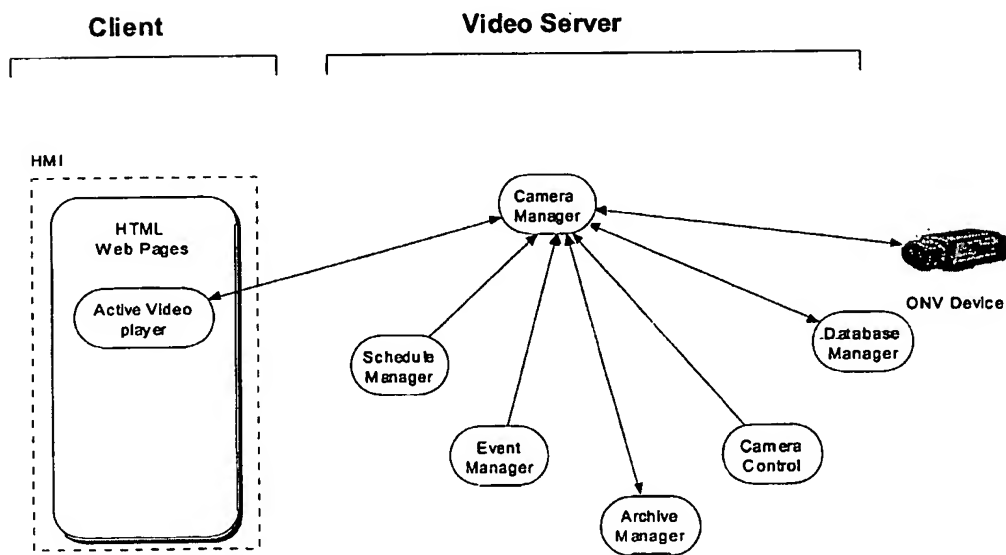 Client
Video Server
HMI
HTML
Web Pages
Active Video
player
Camera
Manager
ONV Device
Schedule
Manager
Database
Manager
Event
Manager
Camera
Control
Archive
Manager